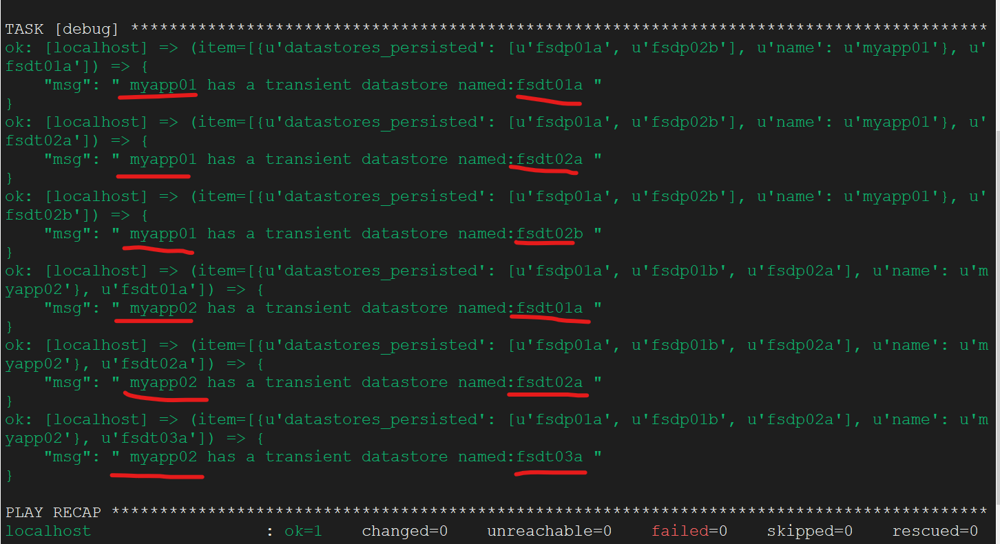 TASK [debug] *****************************************************************************************
ok: [localhost] => (item=[{u'datastores_persisted': [u'fsdp01a', u'fsdp02b'], u'name': u'myapp01'}, u'
fsdt01a']) => {
    "msg": " myapp01 has a transient datastore named:fsdt01a "
}
ok: [localhost] => (item=[{u'datastores_persisted': [u'fsdp01a', u'fsdp02b'], u'name': u'myapp01'}, u'
fsdt02a']) => {
    "msg": " myapp01 has a transient datastore named:fsdt02a "
}
ok: [localhost] => (item=[{u'datastores_persisted': [u'fsdp01a', u'fsdp02b'], u'name': u'myapp01'}, u'
fsdt02b']) => {
    "msg": " myapp01 has a transient datastore named:fsdt02b "
}
ok: [localhost] => (item=[{u'datastores_persisted': [u'fsdp01a', u'fsdp01b', u'fsdp02a'], u'name': u'm
yapp02'}, u'fsdt01a']) => {
    "msg": " myapp02 has a transient datastore named:fsdt01a "
}
ok: [localhost] => (item=[{u'datastores_persisted': [u'fsdp01a', u'fsdp01b', u'fsdp02a'], u'name': u'm
yapp02'}, u'fsdt02a']) => {
    "msg": " myapp02 has a transient datastore named:fsdt02a "
}
ok: [localhost] => (item=[{u'datastores_persisted': [u'fsdp01a', u'fsdp01b', u'fsdp02a'], u'name': u'm
yapp02'}, u'fsdt03a']) => {
    "msg": " myapp02 has a transient datastore named:fsdt03a "
}
PLAY RECAP *******************************************************************************************
localhost                  : ok=1    changed=0    unreachable=0    failed=0    skipped=0    rescued=0